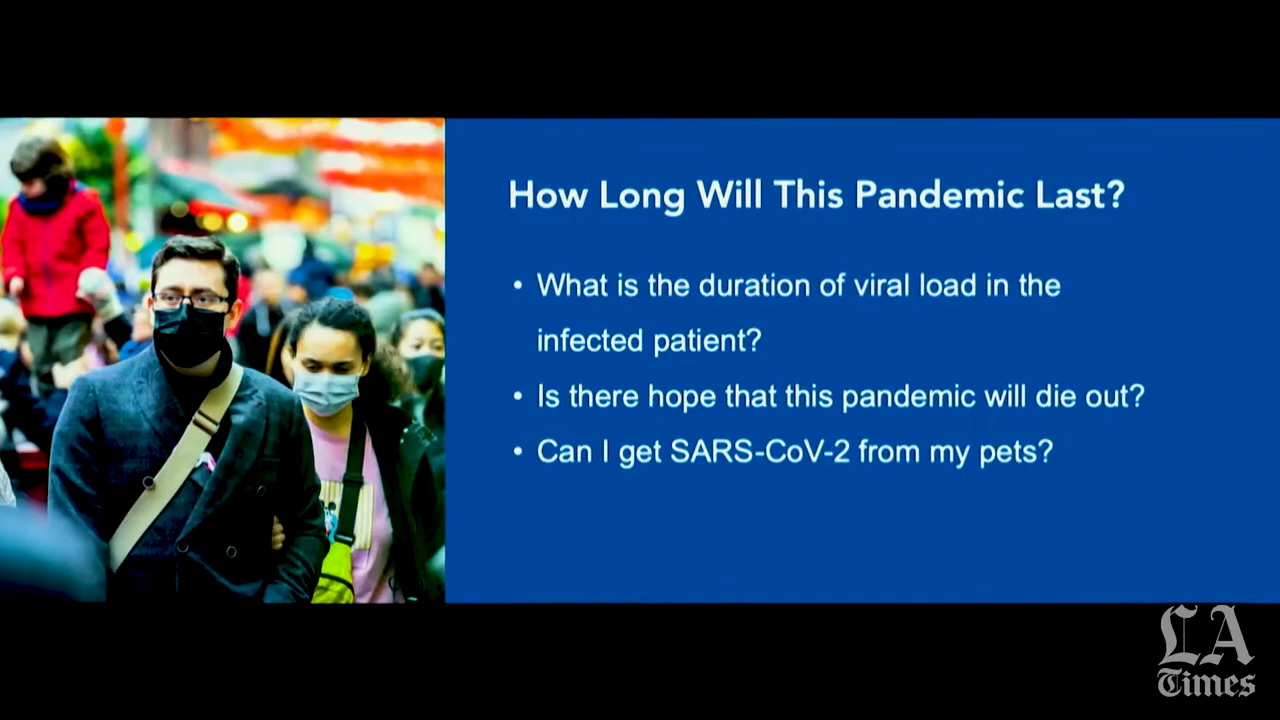 How Long Will This Pandemic Last?
• What is the duration of viral load in the
infected patient?
• Is there hope that this pandemic will die out?
• Can I get SARS-CoV-2 from my pets?
LA
Times